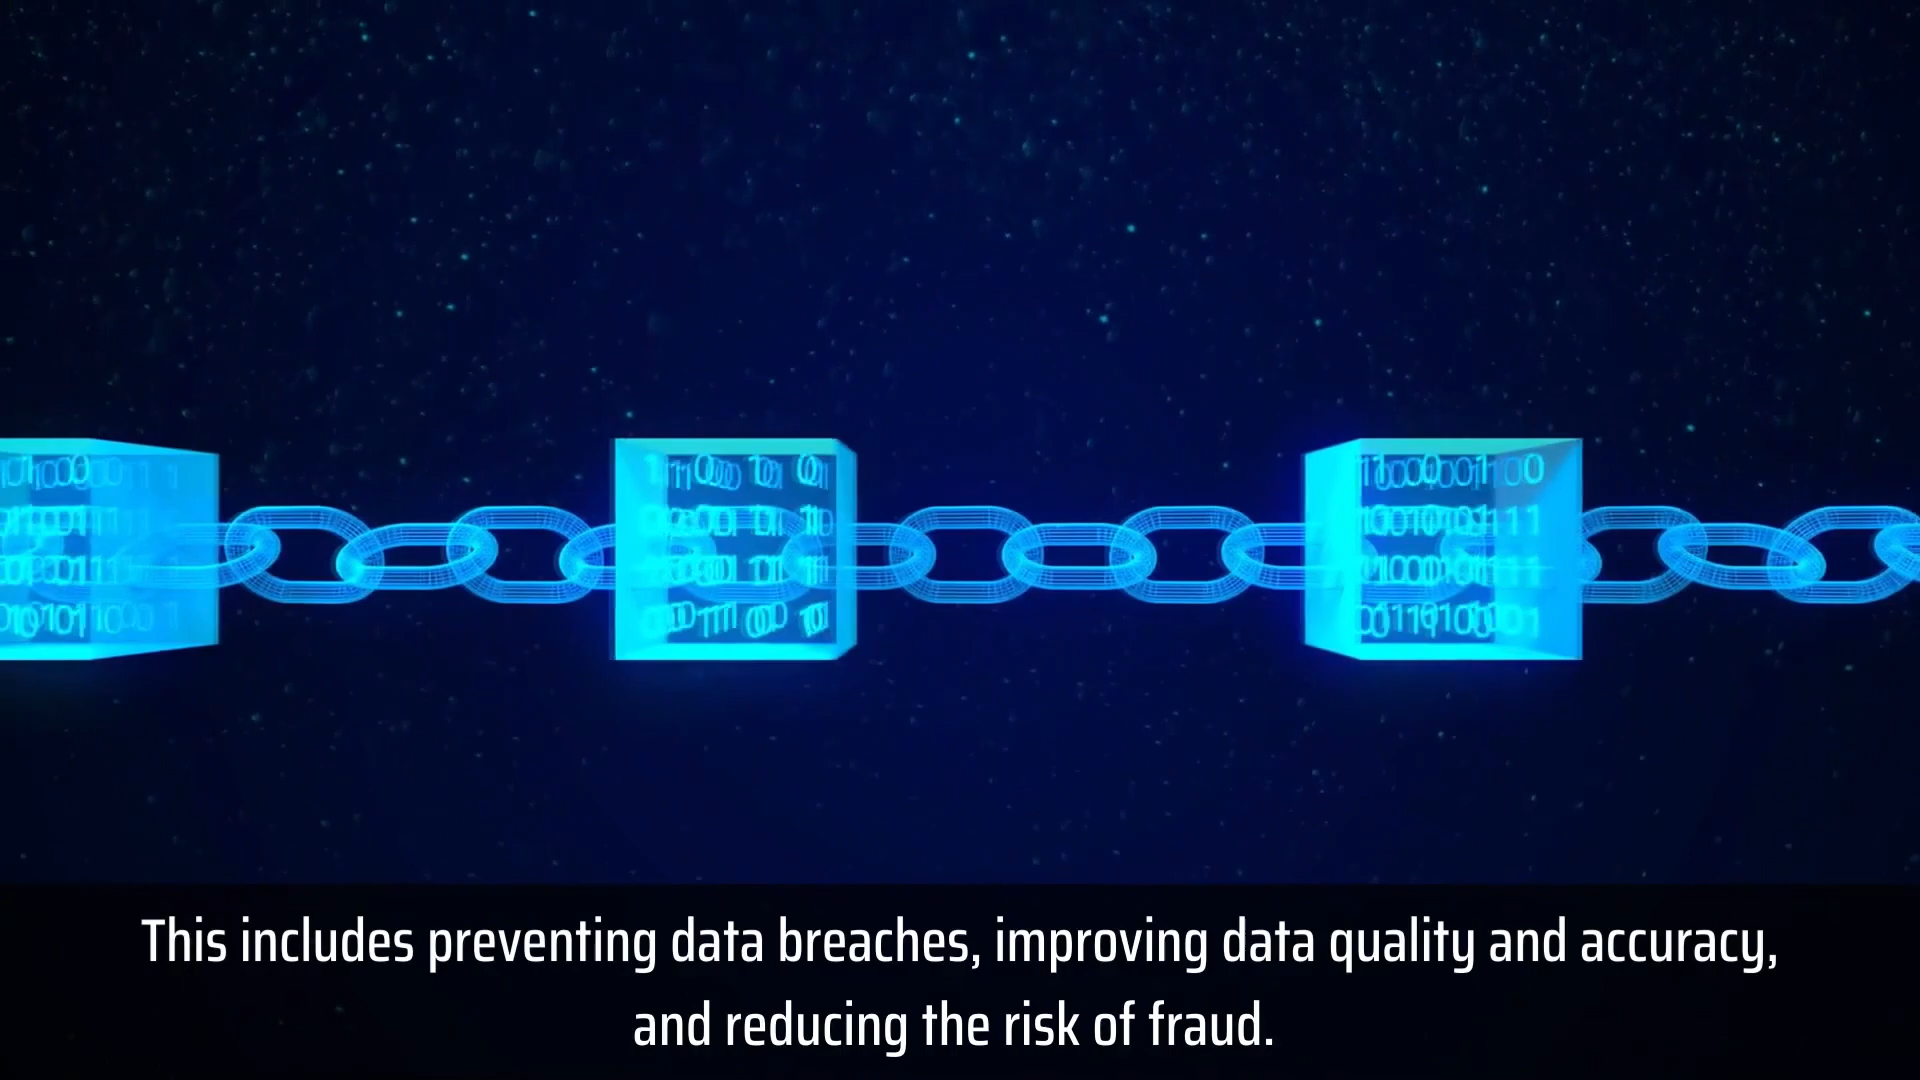 This includes preventing data breaches, improving data quality and accuracy,
and reducing the risk of fraud.